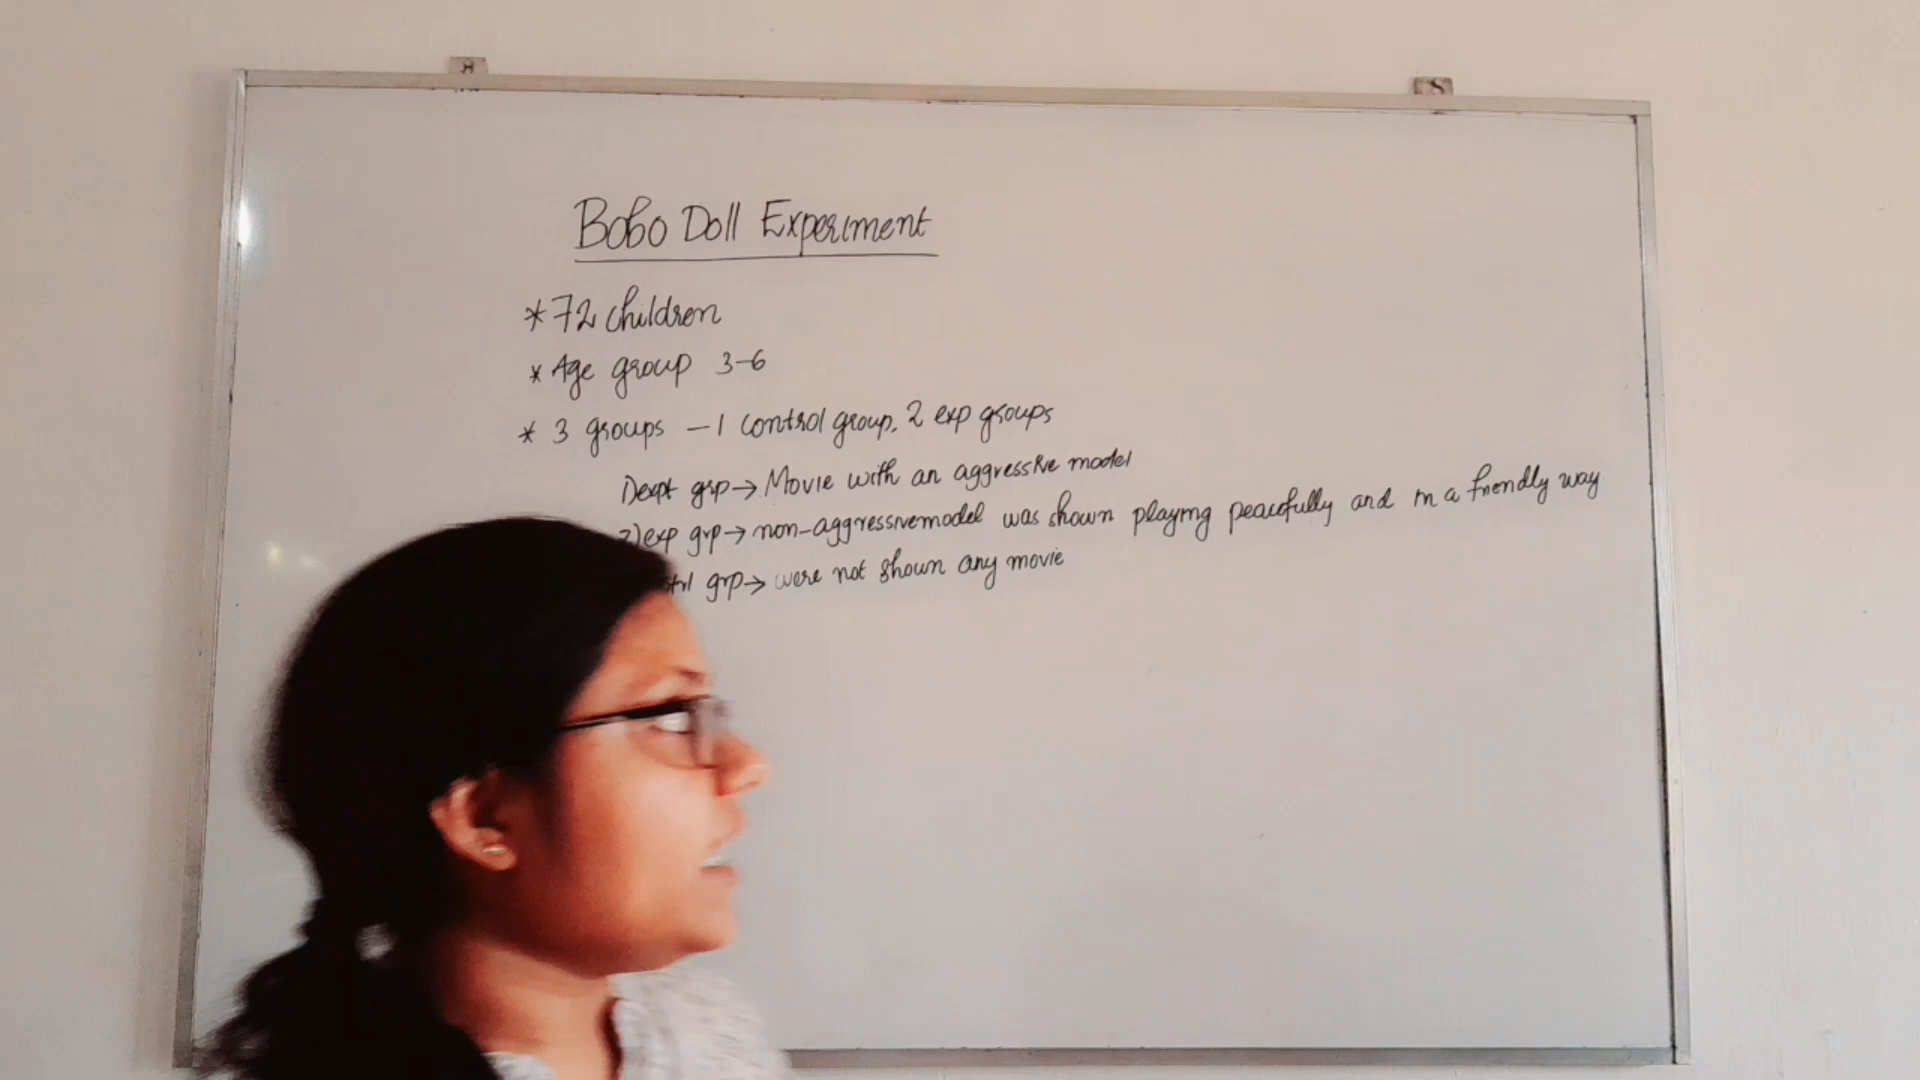 Bobo Doll Experiment
* 72 children
* Age group 3-6
* 3 groups - 1 control group, 2 exp groups
1) expt grp → Movie with an aggressive model
2) exp grp → non-aggressive model was shown playing peacefully and in a friendly way
grp → were not shown any movie